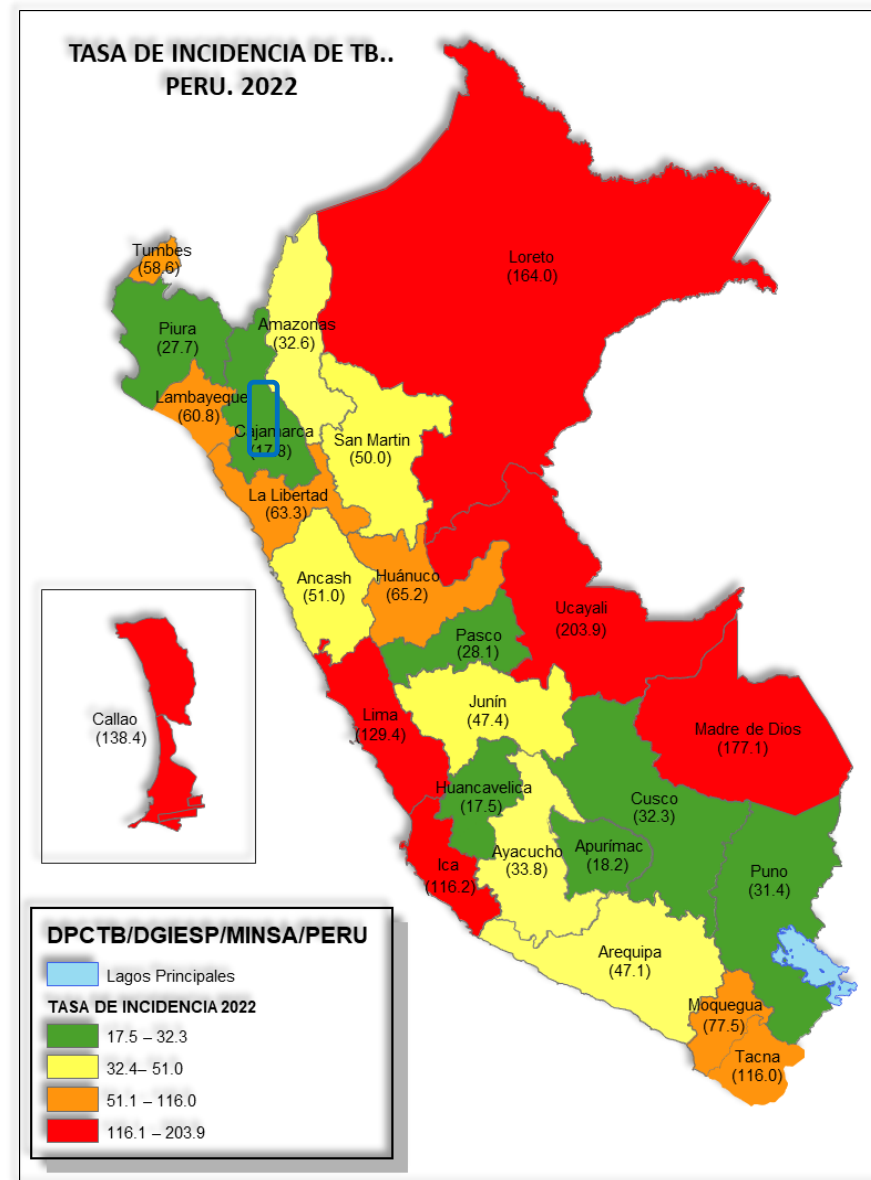 TASA DE INCIDENCIA DE TB..
PERU. 2022
Tumbes
(58.6)
Loreto
(164.0)
Piura
(27.7)
Amazonas
(32.6)
Lambayeque
(60.8)
Cajamarca
(17.8)
San Martin
(50.0)
La Libertad
(63.3)
Ancash
(51.0)
Huánuco
(65.2)
Ucayali
(203.9)
Pasco
(28.1)
Callao
(138.4)
Lima
(129.4)
Junín
(47.4)
Madre de Dios
(177.1)
Huancavelica
(17.5)
Cusco
(32.3)
Ica
(116.2)
Ayacucho
(33.8)
Apurímac
(18.2)
Puno
(31.4)
Arequipa
(47.1)
Moquegua
(77.5)
Tacna
(116.0)
DPCTB/DGIESP/MINSA/PERU
Lagos Principales
TASA DE INCIDENCIA 2022
17.5 – 32.3
32.4– 51.0
51.1 – 116.0
116.1 – 203.9